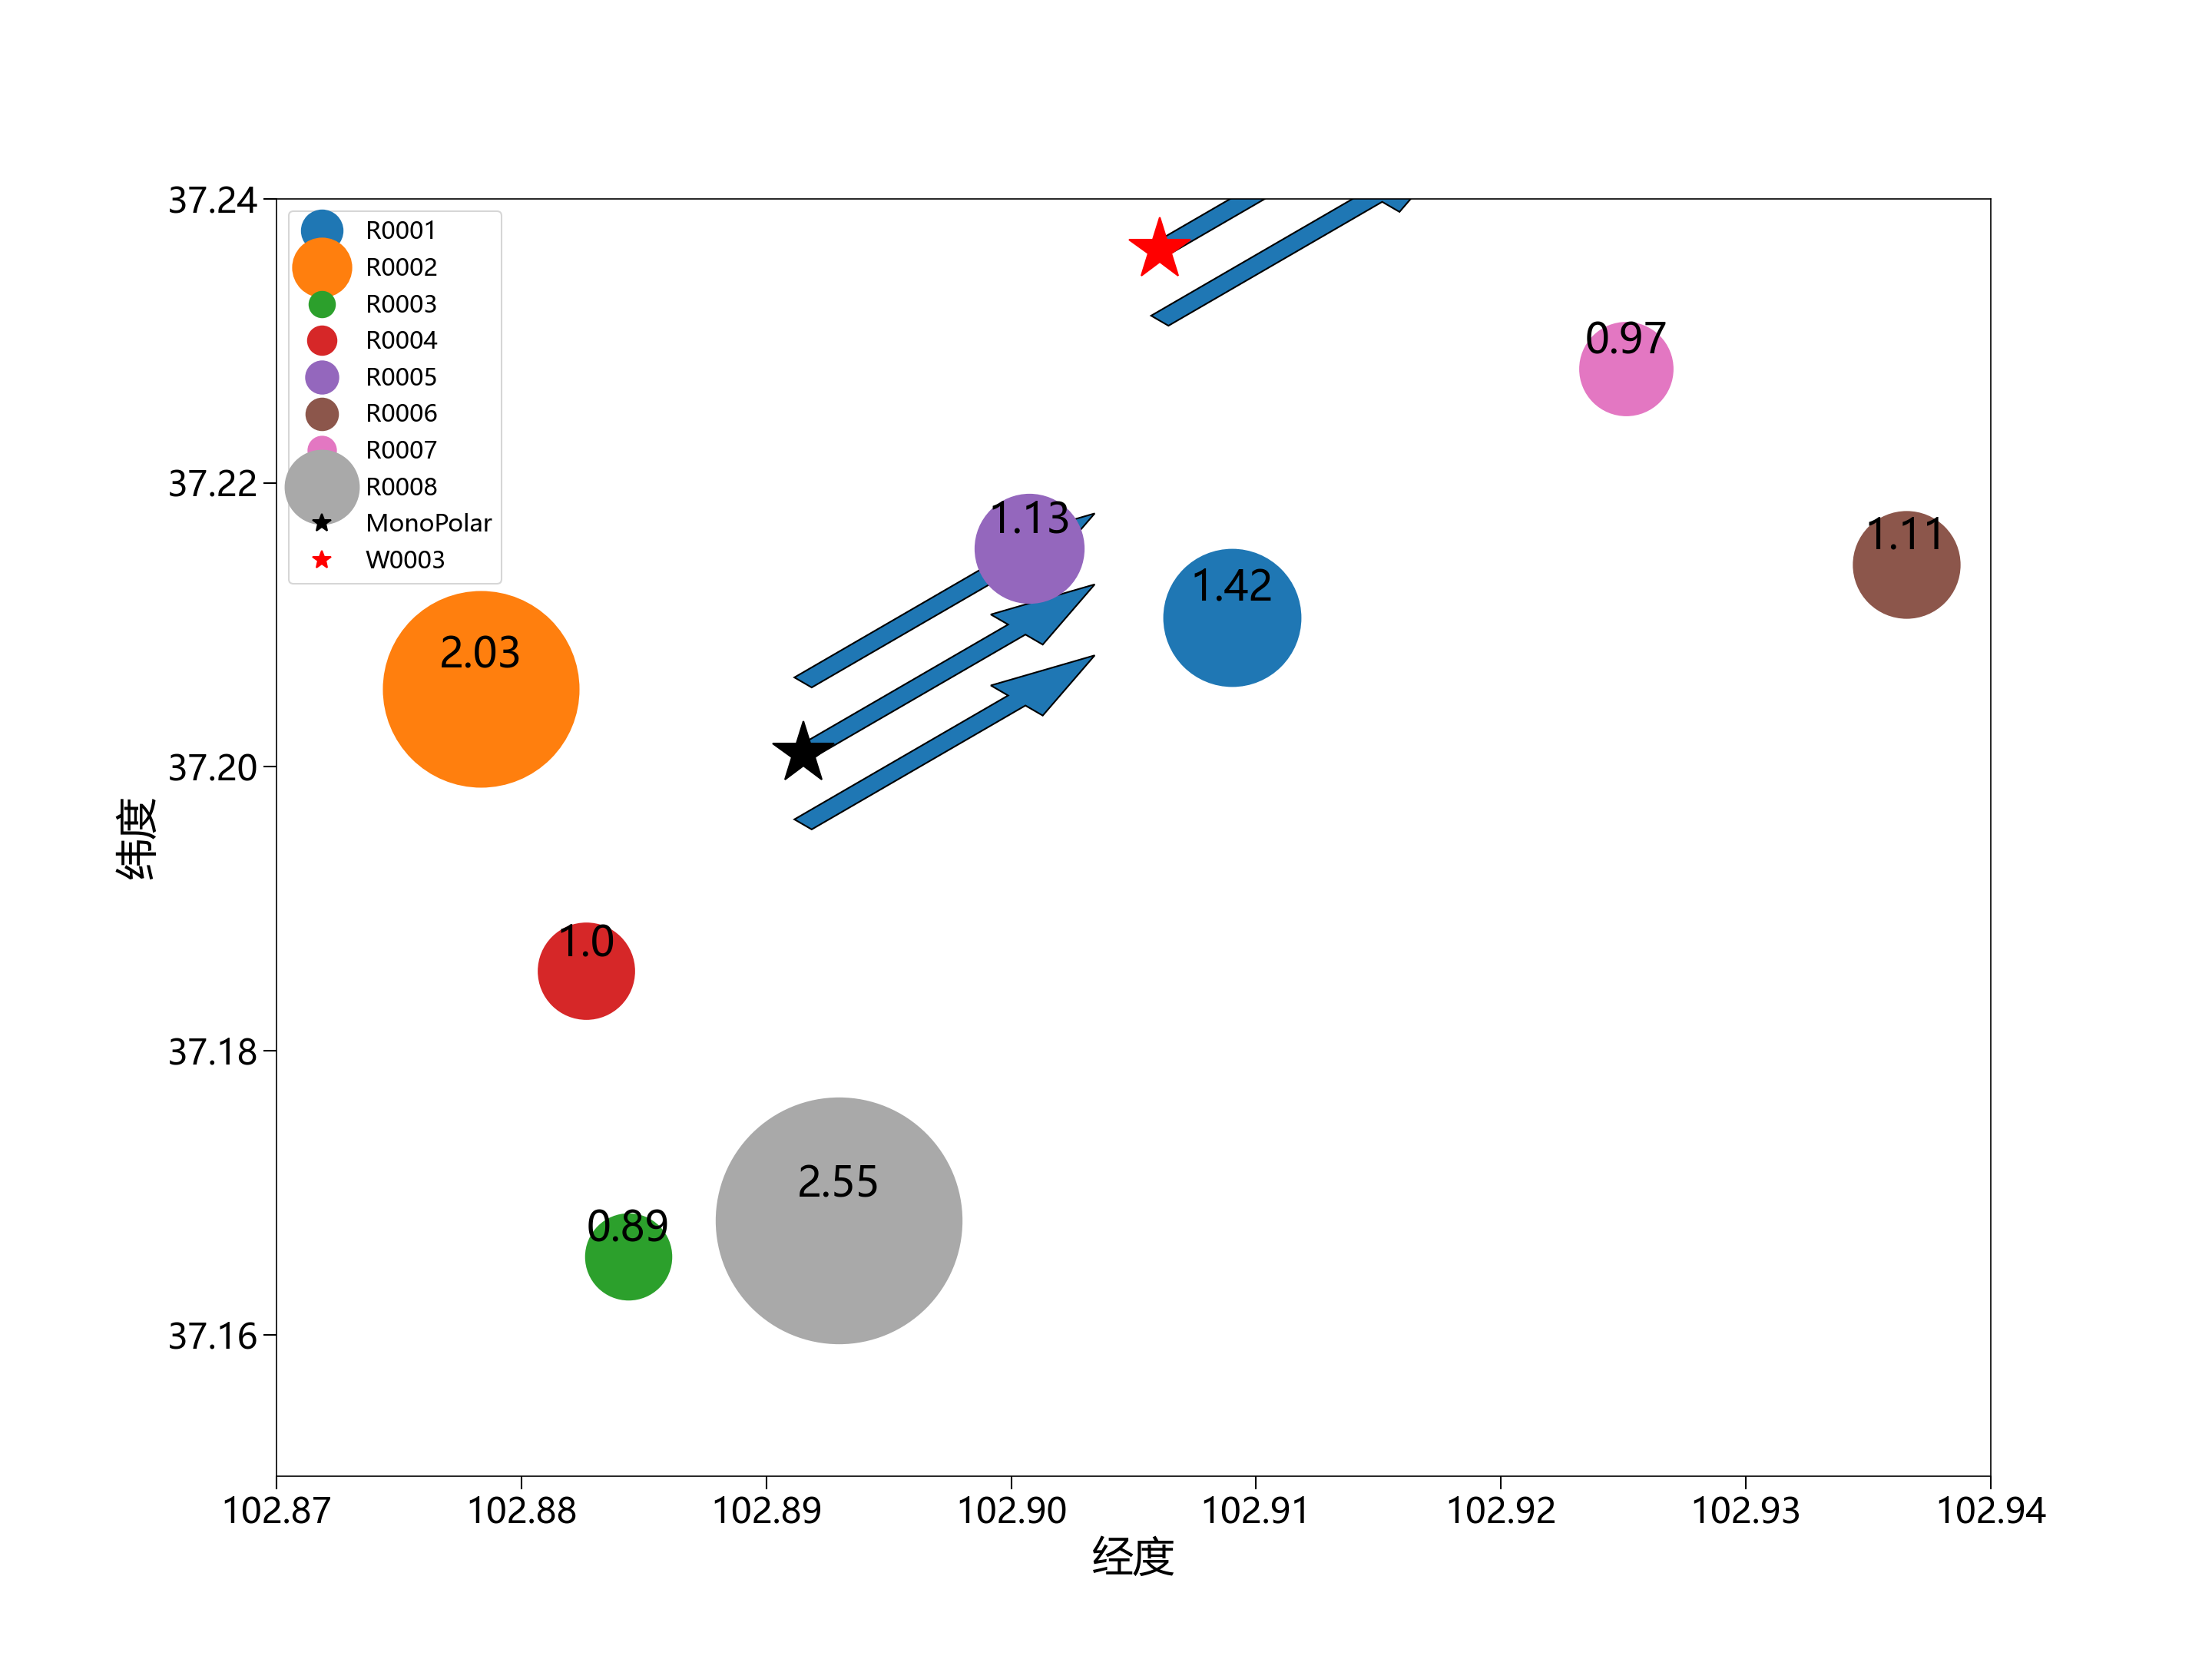 37.24
37.22
37.20
37.18
37.16
纬度
R0001
R0002
R0003
R0004
R0005
R0006
R0007
R0008
MonoPolar
W0003
0.97
1.13
1.11
1.42
2.03
1.0
2.55
0.89
102.87 102.88 102.89 102.90 102.91 102.92 102.93 102.94
经度